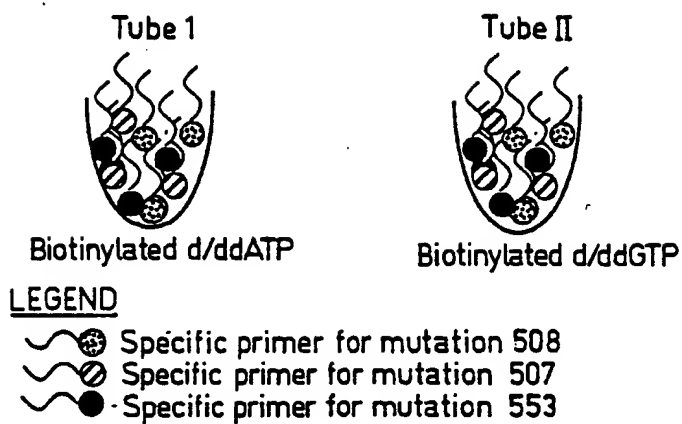 Tube 1
Tube II
Biotinylated d/ddATP
Biotinylated d/ddGTP
LEGEND
Specific primer for mutation 508
Specific primer for mutation 507
Specific primer for mutation 553